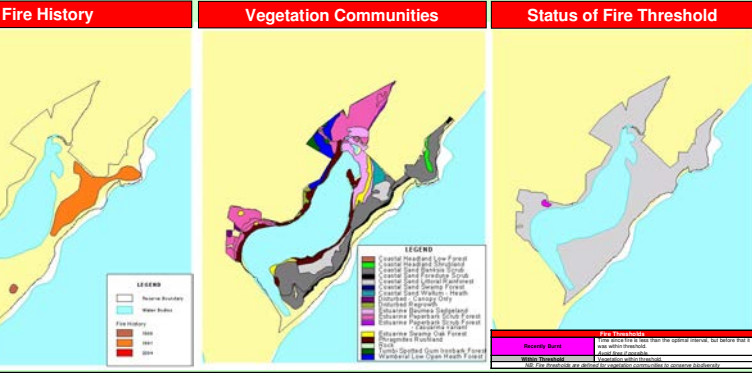 Fire History
Vegetation Communities
Status of Fire Threshold
LEGEND
Reserve Boundary
Water Bodies
Fire History
1991
2004
LEGEND
Coastal Headland Low Forest
Coastal Headland Shrubland
Coastal Sand Banksia Scrub
Coastal Sand Foredune Scrub
Coastal Sand Littoral Rainforest
Coastal Sand Swamp Forest
Coastal Sand Wallum - Heath
Disturbed - Canopy Only
Disturbed Regrowth
Estuarine Baumea Sedgeland
Estuarine Paperbark Scrub Forest
Estuarine Paperbark Scrub Forest
- casuarina variant
Estuarine Swamp Oak Forest
Phragmites Rushland
Rock
Tumbi Spotted Gum Ironbark Forest
Wamberal Low Open Heath Forest
Fire Thresholds
Recently Burnt
Time since fire is less than the optimal interval, but before that it
was within threshold.
Avoid fire if possible.
Within Threshold
Vegetation within threshold.
NB: Fire thresholds are defined for vegetation communities to conserve biodiversity